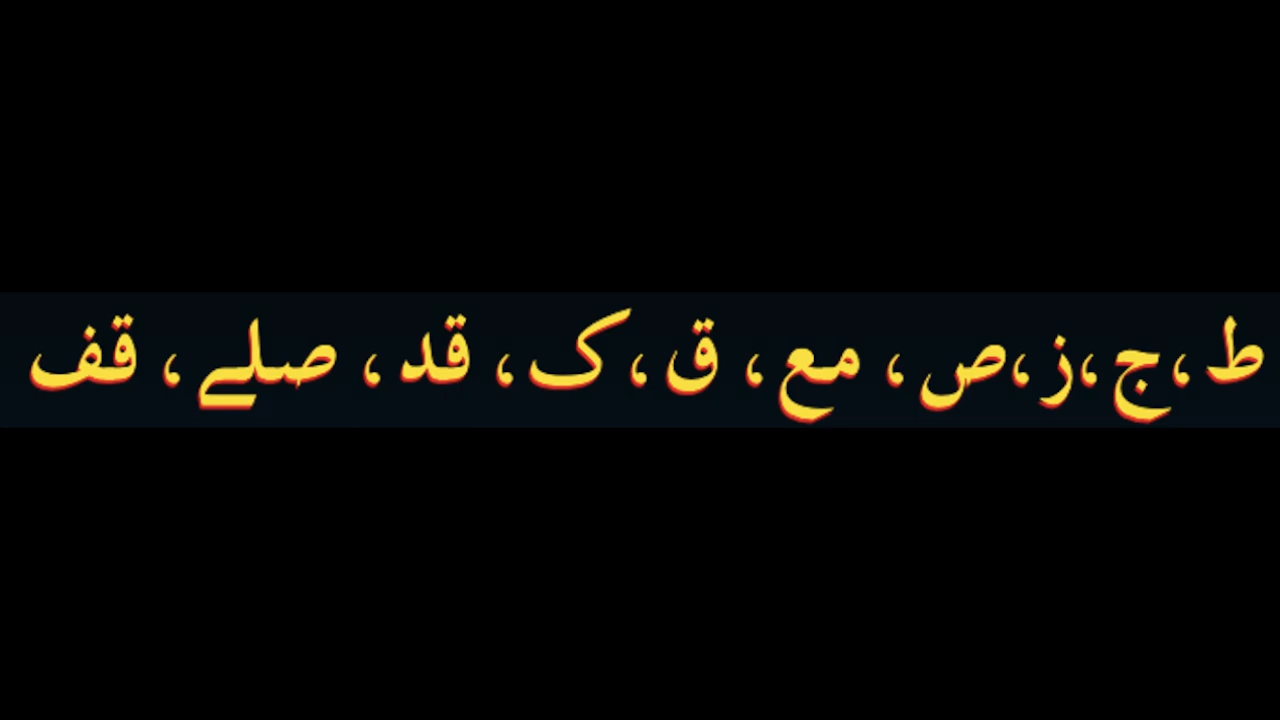 ط ،ج ،ز ،ص ، مع ، ق ،ک ، قد ، صلے ، قف